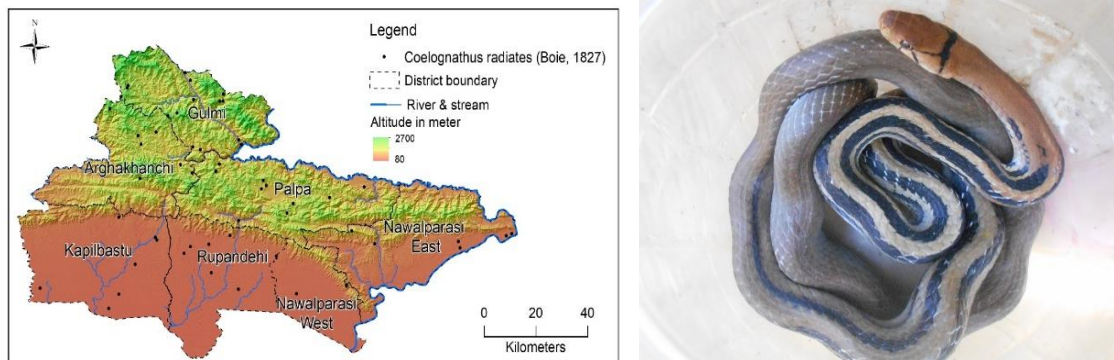 N
Legend
Coelognathus radiates (Boie, 1827)
District boundary
River & stream
Altitude in meter
2700
80
Gulmi
Arghakhanchi
Palpa
Nawalparasi
East
Kapilbastu
Rupandehi
Nawalparasi
West
0 20 40
Kilometers